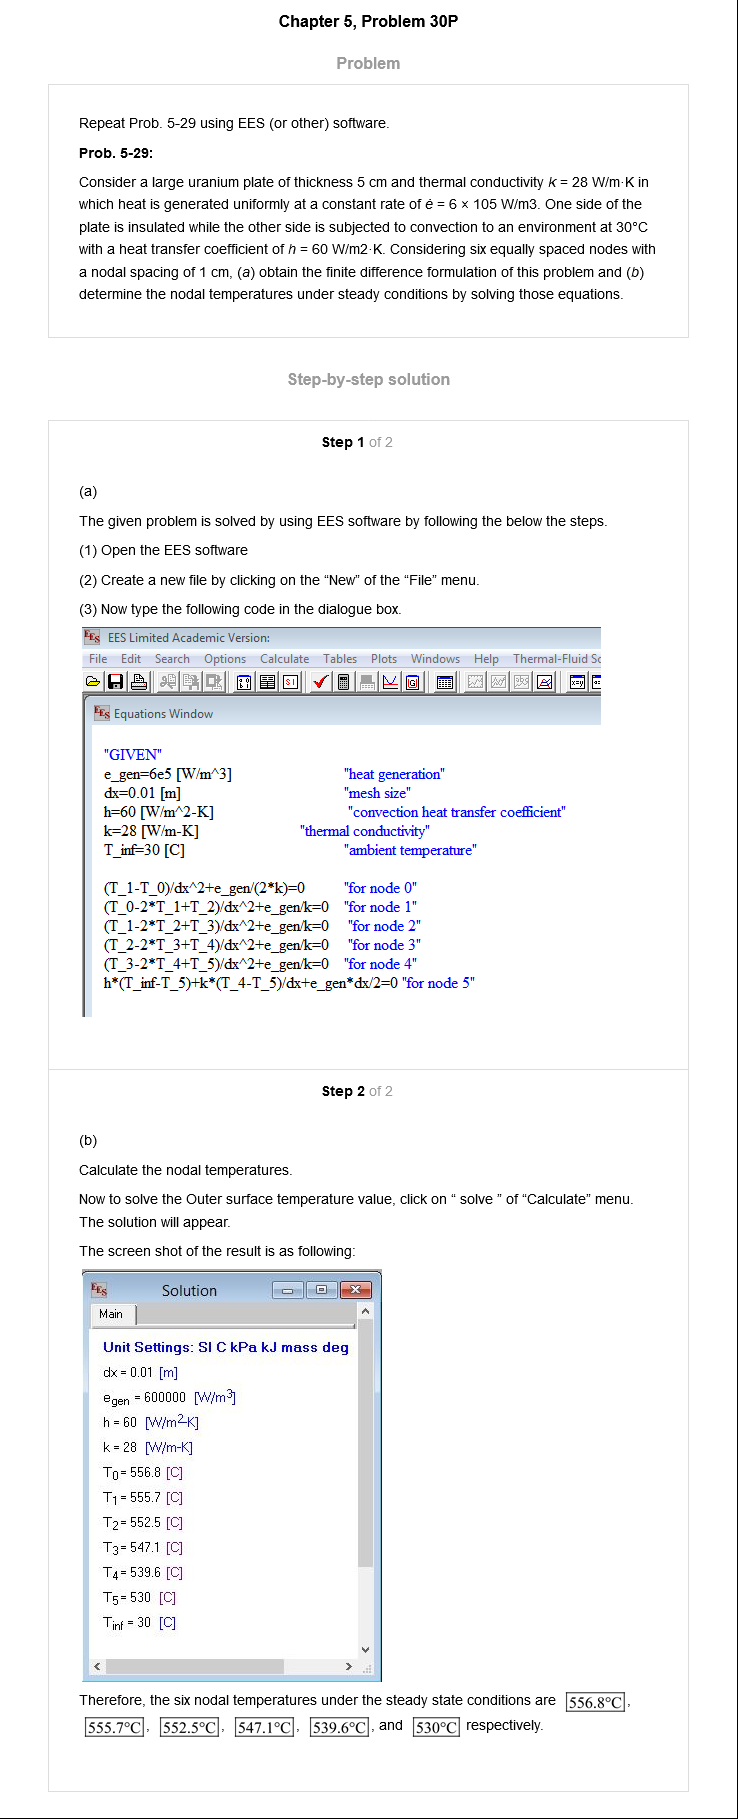 Chapter 5, Problem 30P
Problem
Repeat Prob. 5-29 using EES (or other) software.
Prob. 5-29:
Consider a large uranium plate of thickness 5 cm and thermal conductivity k = 28 W/m·K in
which heat is generated uniformly at a constant rate of ė = 6 × 105 W/m3. One side of the
plate is insulated while the other side is subjected to convection to an environment at 30°C
with a heat transfer coefficient of h = 60 W/m2·K. Considering six equally spaced nodes with
a nodal spacing of 1 cm, (a) obtain the finite difference formulation of this problem and (b)
determine the nodal temperatures under steady conditions by solving those equations.
Step-by-step solution
Step 1 of 2
(a)
The given problem is solved by using EES software by following the below the steps.
(1) Open the EES software
(2) Create a new file by clicking on the “New” of the “File” menu.
(3) Now type the following code in the dialogue box.
EES EES Limited Academic Version:
File Edit Search Options Calculate Tables Plots Windows Help Thermal-Fluid Sc
EES Equations Window
"GIVEN"
e_gen=6e5 [W/m^3] "heat generation"
dx=0.01 [m] "mesh size"
h=60 [W/m^2-K] "convection heat transfer coefficient"
k=28 [W/m-K] "thermal conductivity"
T_inf=30 [C] "ambient temperature"
(T_1-T_0)/dx^2+e_gen/(2*k)=0 "for node 0"
(T_0-2*T_1+T_2)/dx^2+e_gen/k=0 "for node 1"
(T_1-2*T_2+T_3)/dx^2+e_gen/k=0 "for node 2"
(T_2-2*T_3+T_4)/dx^2+e_gen/k=0 "for node 3"
(T_3-2*T_4+T_5)/dx^2+e_gen/k=0 "for node 4"
h*(T_inf-T_5)+k*(T_4-T_5)/dx+e_gen*dx/2=0 "for node 5"
Step 2 of 2
(b)
Calculate the nodal temperatures.
Now to solve the Outer surface temperature value, click on “ solve ” of “Calculate” menu.
The solution will appear.
The screen shot of the result is as following:
EES Solution
Main
Unit Settings: SI C kPa kJ mass deg
dx = 0.01 [m]
egen = 600000 [W/m3]
h = 60 [W/m2-K]
k = 28 [W/m-K]
T0 = 556.8 [C]
T1 = 555.7 [C]
T2 = 552.5 [C]
T3 = 547.1 [C]
T4 = 539.6 [C]
T5 = 530 [C]
Tinf = 30 [C]
Therefore, the six nodal temperatures under the steady state conditions are 556.8°C,
555.7°C, 552.5°C, 547.1°C, 539.6°C, and 530°C respectively.